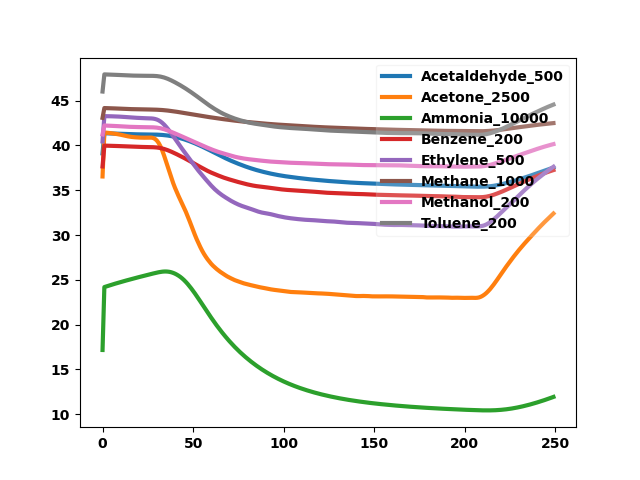 Acetaldehyde_500
Acetone_2500
Ammonia_10000
Benzene_200
Ethylene_500
Methane_1000
Methanol_200
Toluene_200
45
40
35
30
25
20
15
10
0 50 100 150 200 250